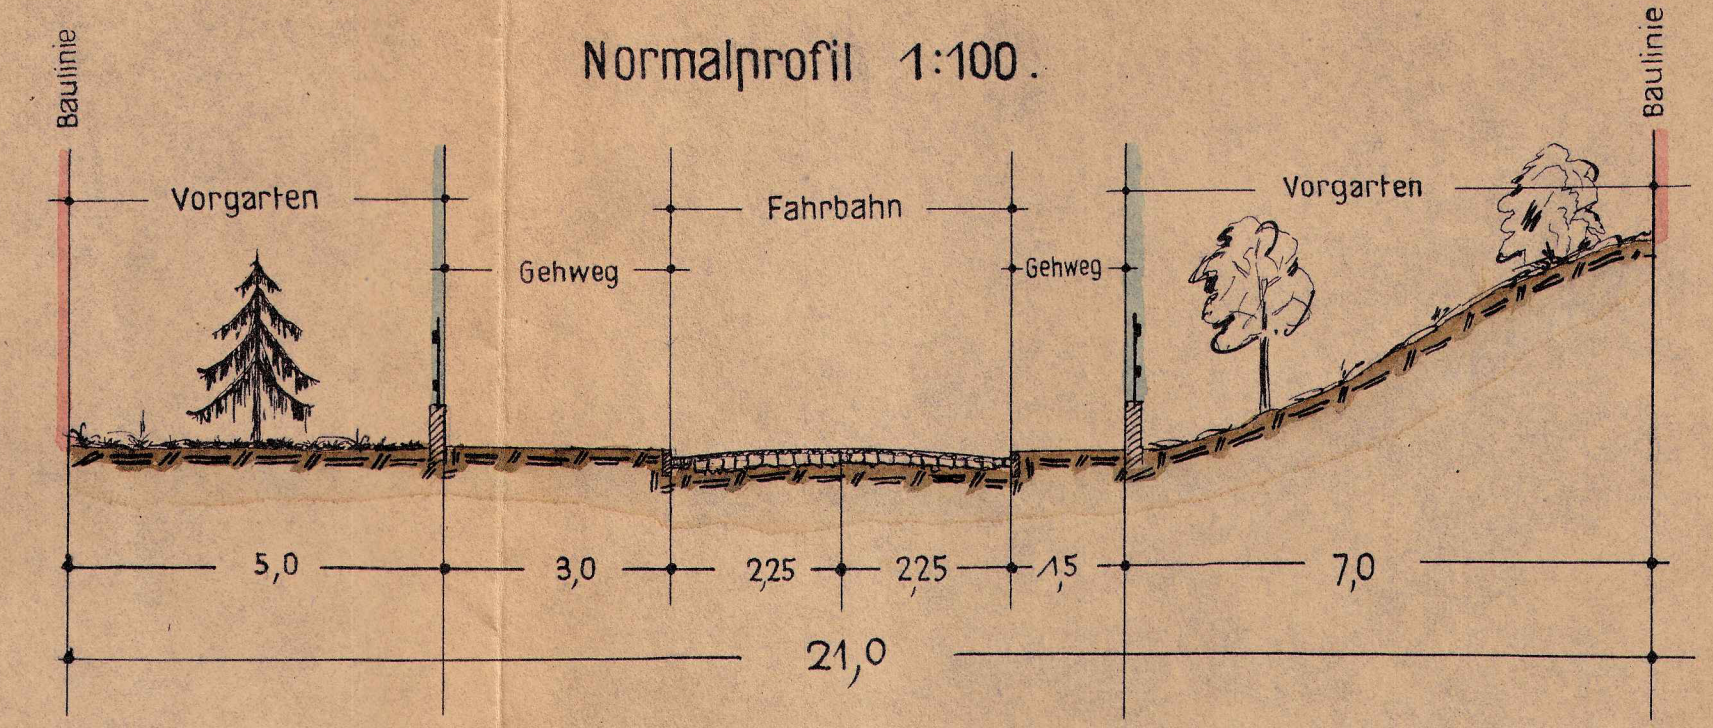 Normalprofil 1:100.
Baulinie
Baulinie
Vorgarten
Fahrbahn
Vorgarten
Gehweg
Gehweg
5,0
3,0
2,25
2,25
1,5
7,0
21,0